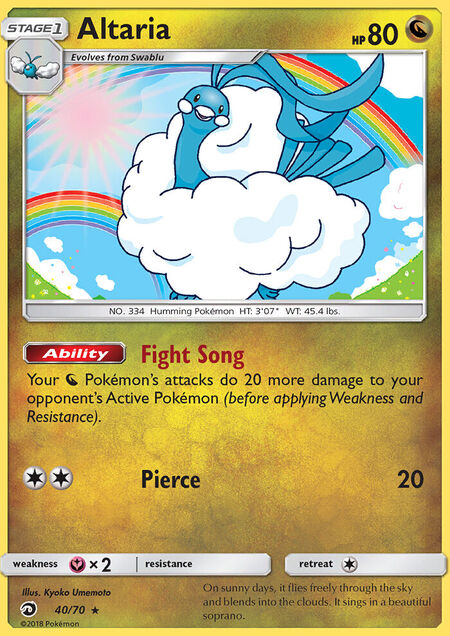 STAGE1
Altaria
HP 80
Evolves from Swablu
NO. 334 Humming Pokémon HT: 3'07" WT: 45.4 lbs.
Ability Fight Song
Your Pokémon's attacks do 20 more damage to your
opponent's Active Pokémon (before applying Weakness and
Resistance).
Pierce 20
weakness ×2 resistance retreat
Illus. Kyoko Umemoto
40/70 ★
©2018 Pokémon
On sunny days, it flies freely through the sky
and blends into the clouds. It sings in a beautiful
soprano.